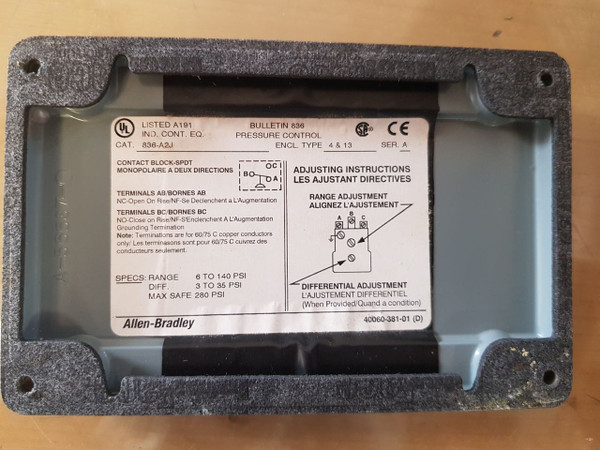 UL
LISTED A191
IND. CONT. EQ.
BULLETIN 836
PRESSURE CONTROL
CE
CAT. 836-A2J
ENCL. TYPE 4 & 13
SER. A
CONTACT BLOCK-SPDT
MONOPOLAIRE A DEUX DIRECTIONS
C
B
A
TERMINALS AB/BORNES AB
NC-Open On Rise/NF-Se Declenchent a L'Augmentation
TERMINALS BC/BORNES BC
NO-Close on Rise/NF-S'Enclenchent A L'Augmentation
Grounding Termination
Note: Terminations are for 60/75 C copper conductors
only/ Les terminasons sont pour 60/75 C cuivrez des
conducteurs seulement.
SPECS: RANGE 6 TO 140 PSI
DIFF. 3 TO 35 PSI
MAX SAFE 280 PSI
ADJUSTING INSTRUCTIONS
LES AJUSTANT DIRECTIVES
RANGE ADJUSTMENT
ALIGNEZ L'AJUSTEMENT
A B C
DIFFERENTIAL ADJUSTMENT
L'AJUSTEMENT DIFFERENTIEL
(When Provided/Quand a condition)
Allen-Bradley
40060-381-01 (D)